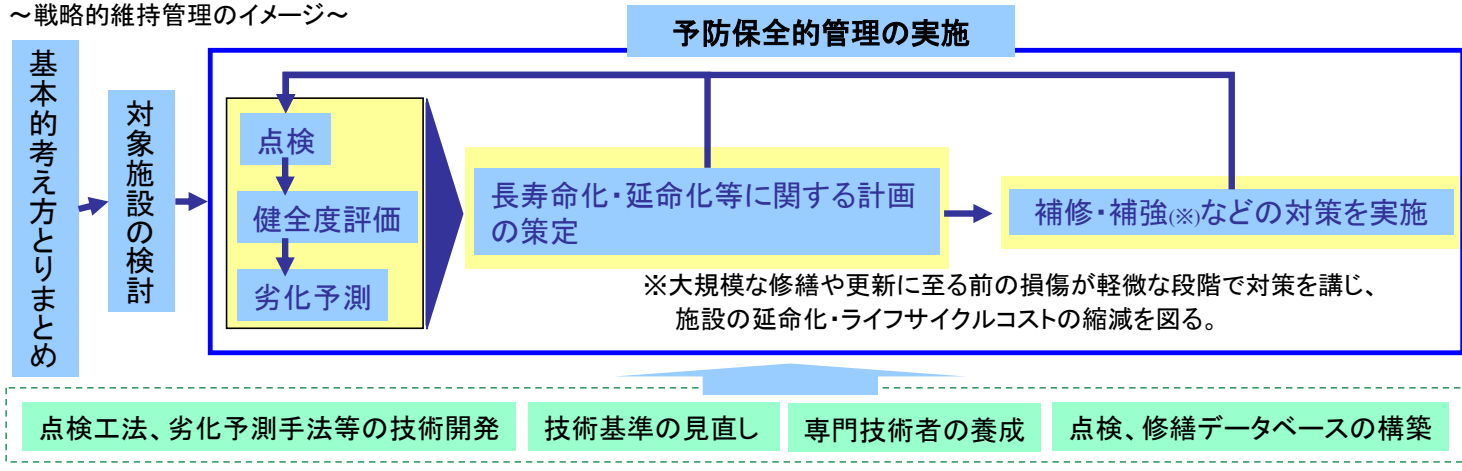 ～戦略的維持管理のイメージ～
予防保全的管理の実施
基本的考え方とりまとめ
対象施設の検討
点検
健全度評価
劣化予測
長寿命化・延命化等に関する計画
の策定
補修・補強(※)などの対策を実施
※大規模な修繕や更新に至る前の損傷が軽微な段階で対策を講じ、
施設の延命化・ライフサイクルコストの縮減を図る。
点検工法、劣化予測手法等の技術開発
技術基準の見直し
専門技術者の養成
点検、修繕データベースの構築